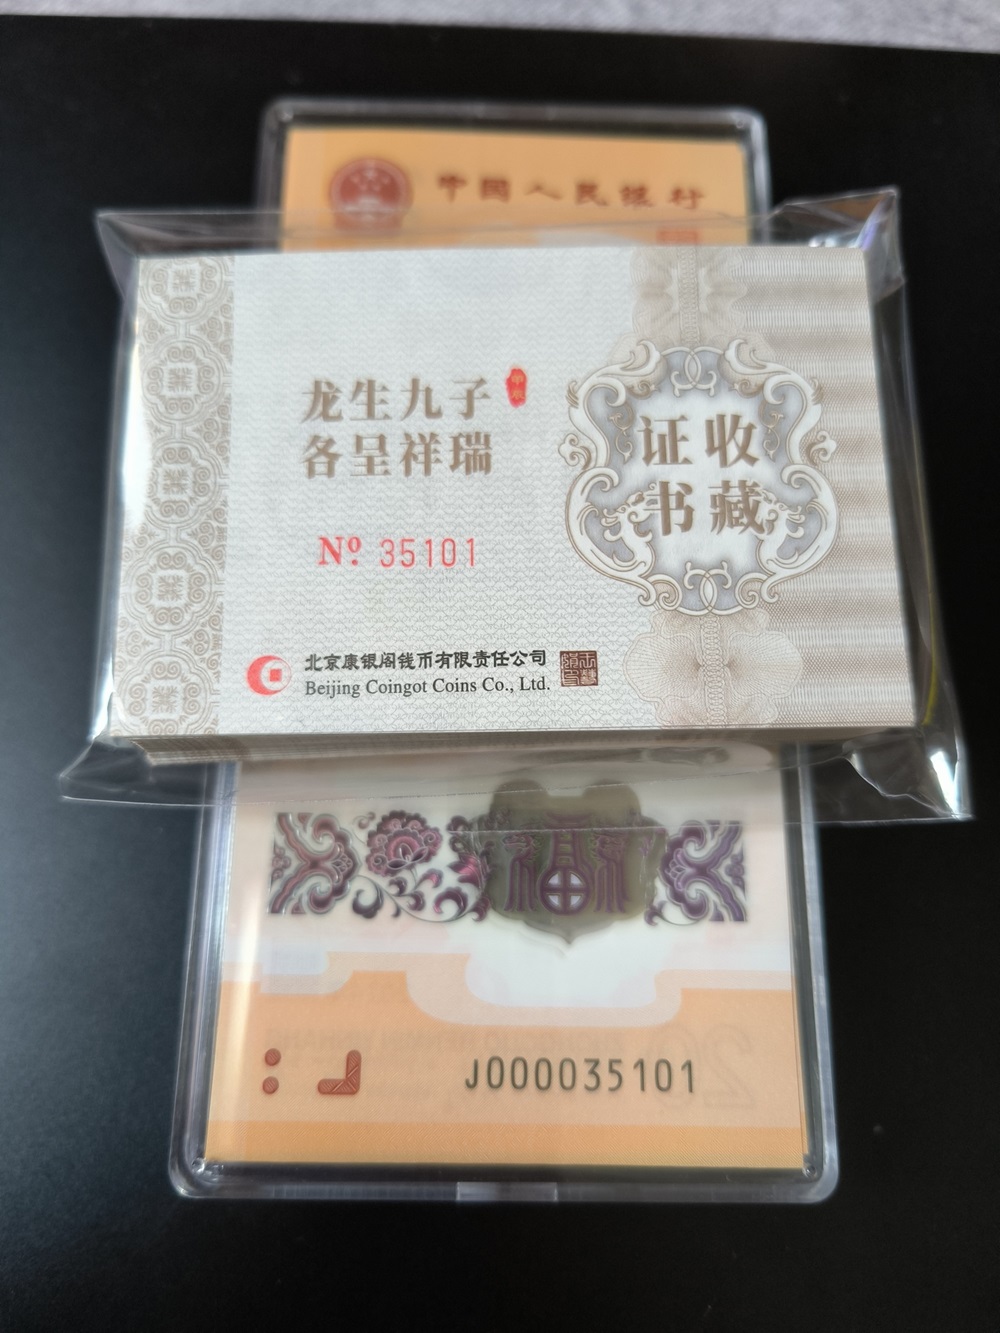 中国人民银行
龙生九子
各呈祥瑞
甲辰
证收
书藏
Nº 35101
北京康银阁钱币有限责任公司
Beijing Coingot Coins Co., Ltd.
J000035101